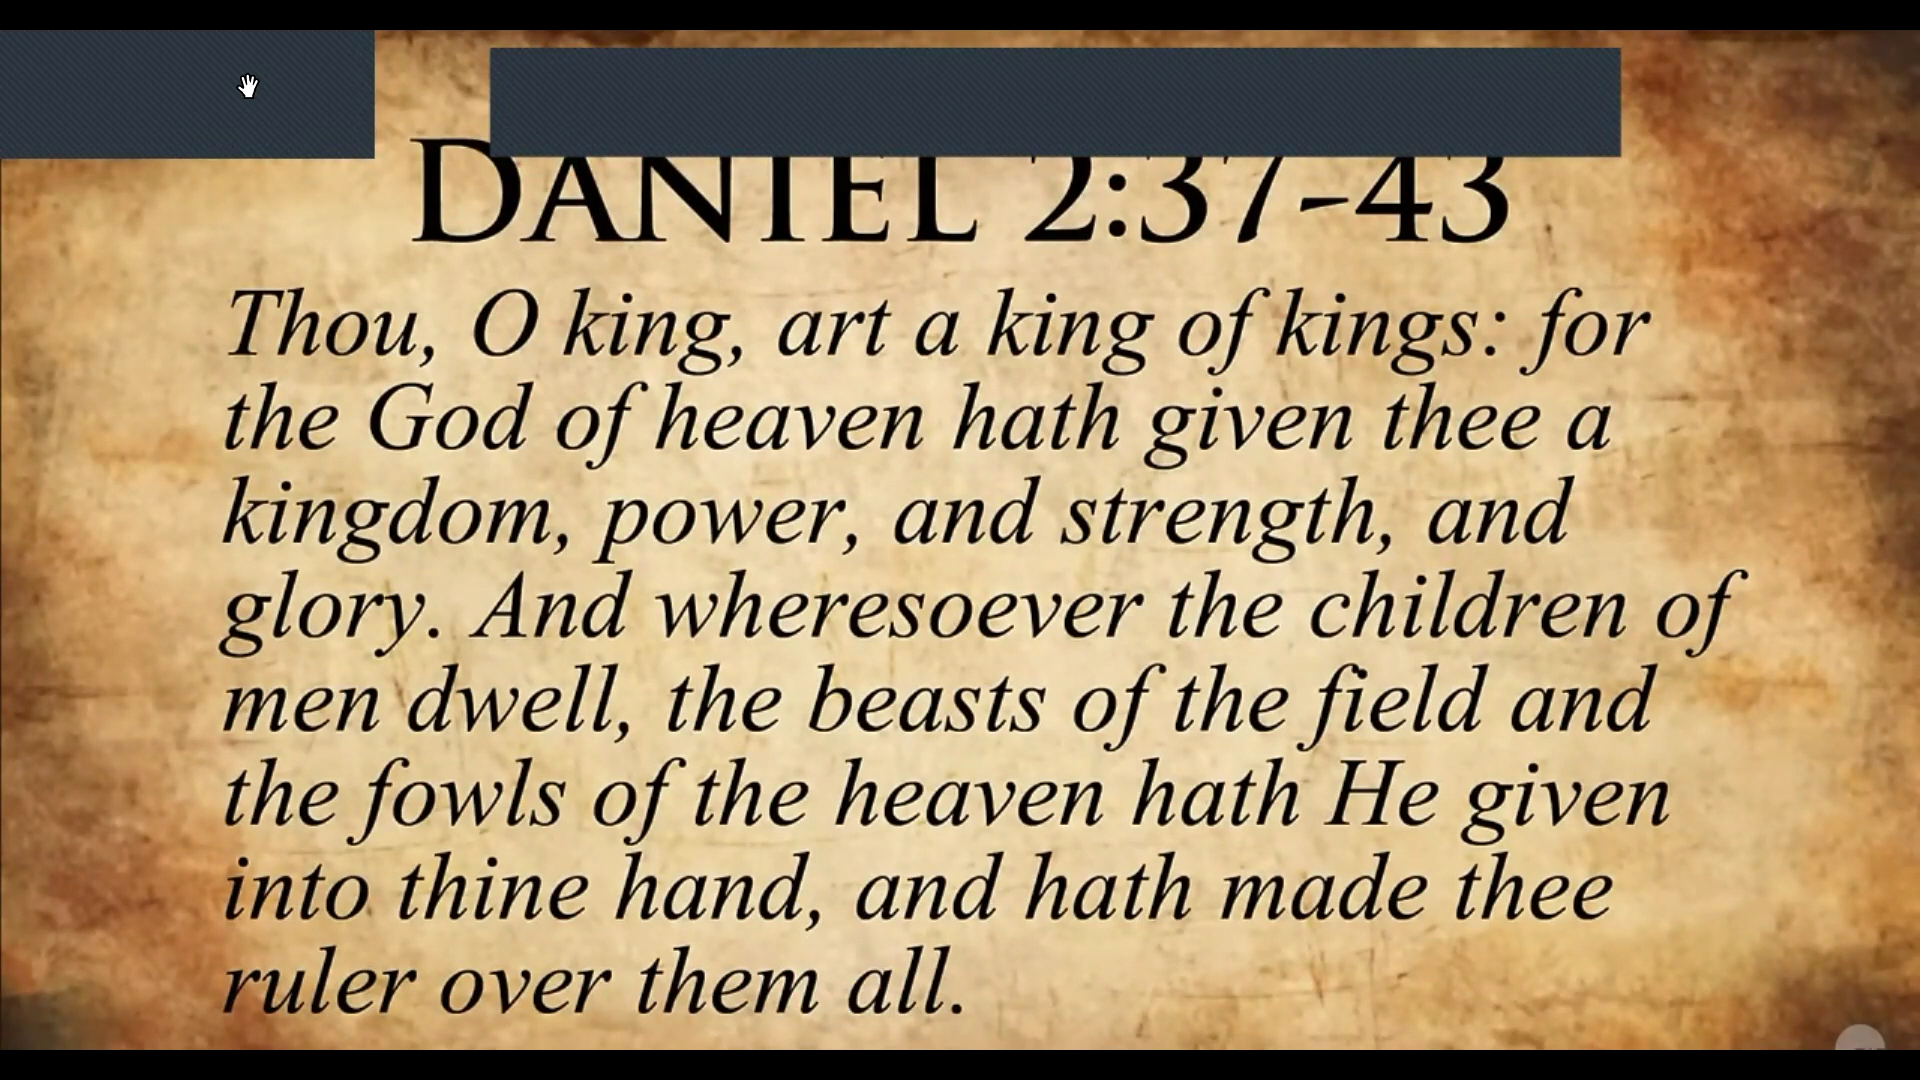 DANIEL 2:37-43
Thou, O king, art a king of kings: for
the God of heaven hath given thee a
kingdom, power, and strength, and
glory. And wheresoever the children of
men dwell, the beasts of the field and
the fowls of the heaven hath He given
into thine hand, and hath made thee
ruler over them all.